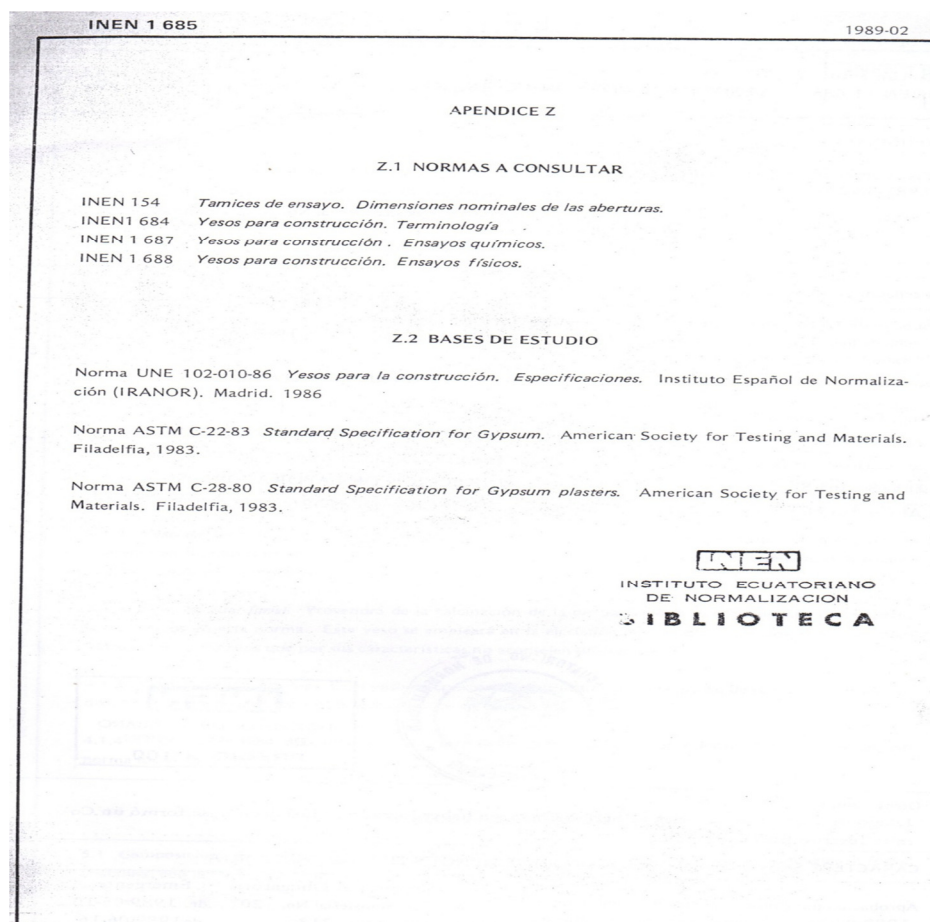 INEN 1 685
1989-02
APENDICE Z
Z.1 NORMAS A CONSULTAR
INEN 154 Tamices de ensayo. Dimensiones nominales de las aberturas.
INEN1 684 Yesos para construcción. Terminología
INEN 1 687 Yesos para construcción . Ensayos químicos.
INEN 1 688 Yesos para construcción. Ensayos físicos.
Z.2 BASES DE ESTUDIO
Norma UNE 102-010-86 Yesos para la construcción. Especificaciones. Instituto Español de Normaliza-
ción (IRANOR). Madrid. 1986
Norma ASTM C-22-83 Standard Specification for Gypsum. American Society for Testing and Materials.
Filadelfia, 1983.
Norma ASTM C-28-80 Standard Specification for Gypsum plasters. American Society for Testing and
Materials. Filadelfia, 1983.
INEN
INSTITUTO ECUATORIANO
DE NORMALIZACION
BIBLIOTECA